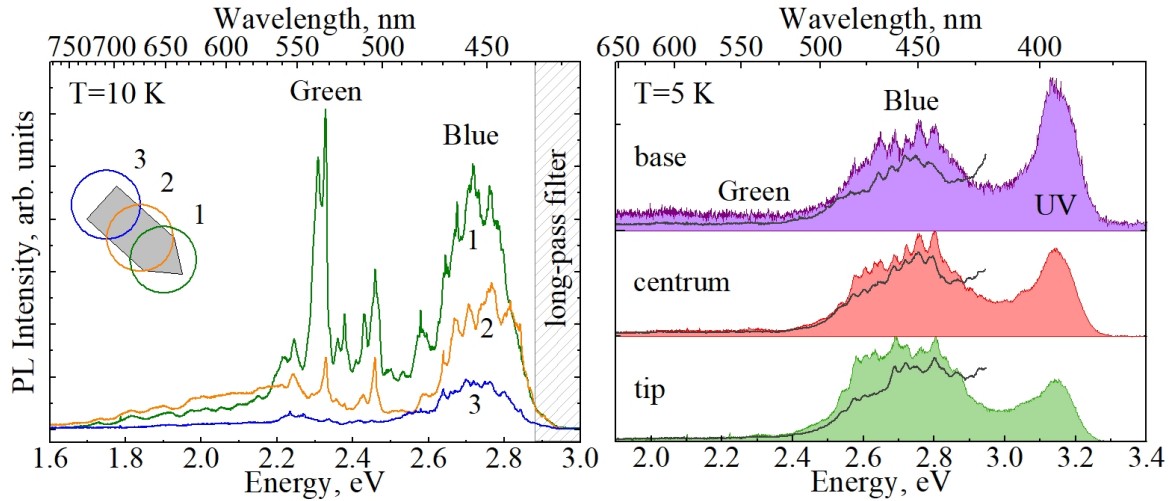 Wavelength, nm
750 700 650 600 550 500 450
T=10 K
Green
Blue
3
2
1
1
2
3
long-pass filter
PL Intensity, arb. units
1.6 1.8 2.0 2.2 2.4 2.6 2.8 3.0
Energy, eV
Wavelength, nm
650 600 550 500 450 400
T=5 K
Blue
base
Green
UV
centrum
tip
2.0 2.2 2.4 2.6 2.8 3.0 3.2 3.4
Energy, eV